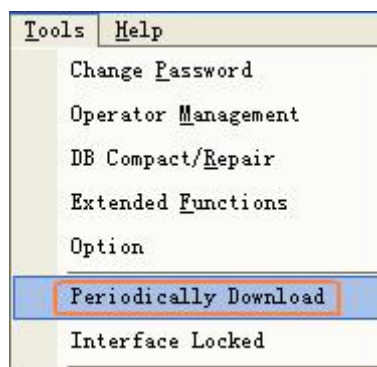 Tools Help
Change Password
Operator Management
DB Compact/Repair
Extended Functions
Option
Periodically Download
Interface Locked